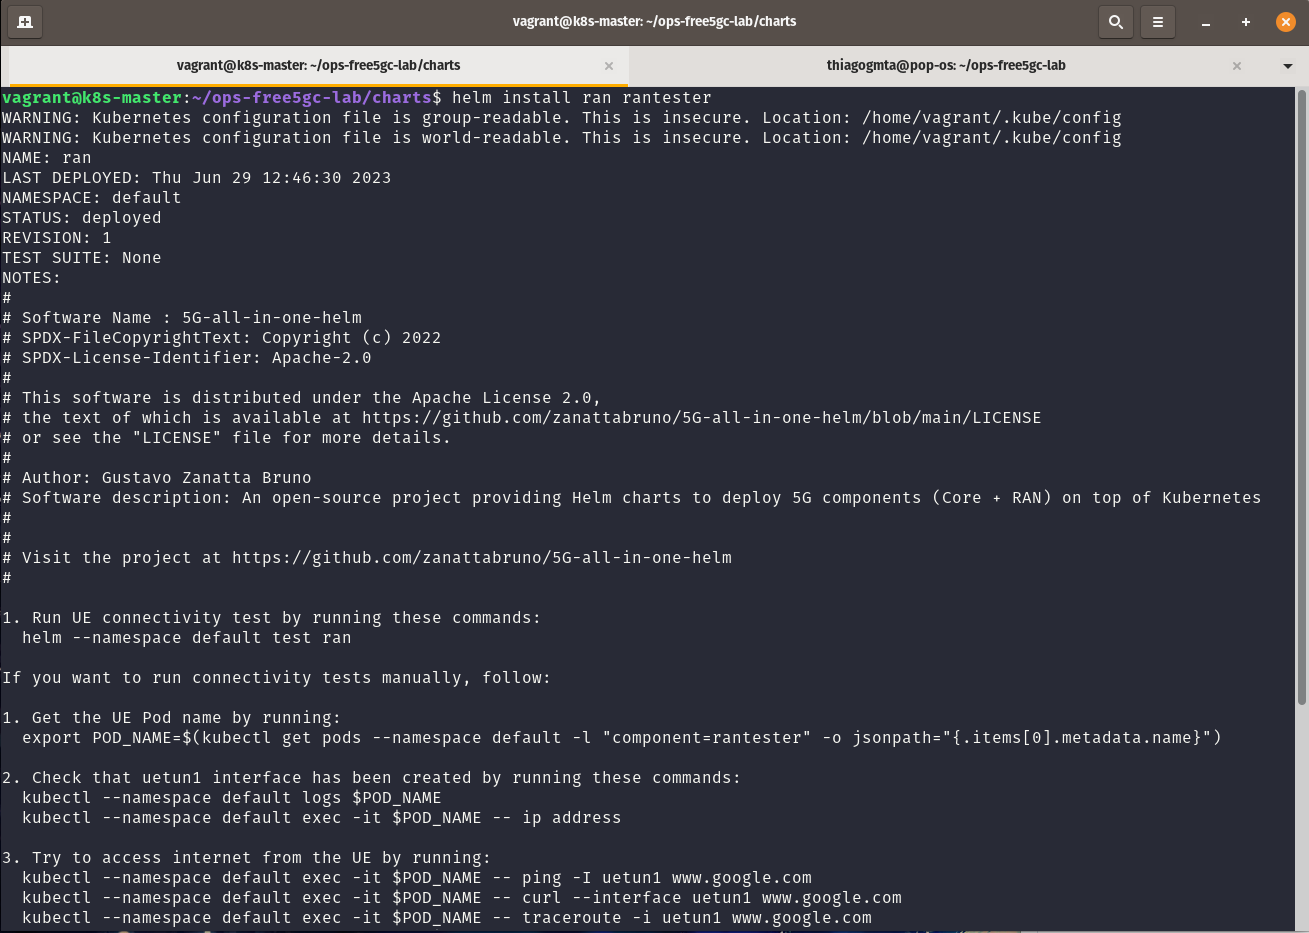 vagrant@k8s-master: ~/ops-free5gc-lab/charts
vagrant@k8s-master: ~/ops-free5gc-lab/charts
thiagogmta@pop-os: ~/ops-free5gc-lab
vagrant@k8s-master:~/ops-free5gc-lab/charts$ helm install ran rantester
WARNING: Kubernetes configuration file is group-readable. This is insecure. Location: /home/vagrant/.kube/config
WARNING: Kubernetes configuration file is world-readable. This is insecure. Location: /home/vagrant/.kube/config
NAME: ran
LAST DEPLOYED: Thu Jun 29 12:46:30 2023
NAMESPACE: default
STATUS: deployed
REVISION: 1
TEST SUITE: None
NOTES:
#
# Software Name : 5G-all-in-one-helm
# SPDX-FileCopyrightText: Copyright (c) 2022
# SPDX-License-Identifier: Apache-2.0
#
# This software is distributed under the Apache License 2.0,
# the text of which is available at https://github.com/zanattabruno/5G-all-in-one-helm/blob/main/LICENSE
# or see the "LICENSE" file for more details.
#
# Author: Gustavo Zanatta Bruno
# Software description: An open-source project providing Helm charts to deploy 5G components (Core + RAN) on top of Kubernetes
#
#
# Visit the project at https://github.com/zanattabruno/5G-all-in-one-helm
#

1. Run UE connectivity test by running these commands:
  helm --namespace default test ran

If you want to run connectivity tests manually, follow:

1. Get the UE Pod name by running:
  export POD_NAME=$(kubectl get pods --namespace default -l "component=rantester" -o jsonpath="{.items[0].metadata.name}")

2. Check that uetun1 interface has been created by running these commands:
  kubectl --namespace default logs $POD_NAME
  kubectl --namespace default exec -it $POD_NAME -- ip address

3. Try to access internet from the UE by running:
  kubectl --namespace default exec -it $POD_NAME -- ping -I uetun1 www.google.com
  kubectl --namespace default exec -it $POD_NAME -- curl --interface uetun1 www.google.com
  kubectl --namespace default exec -it $POD_NAME -- traceroute -i uetun1 www.google.com